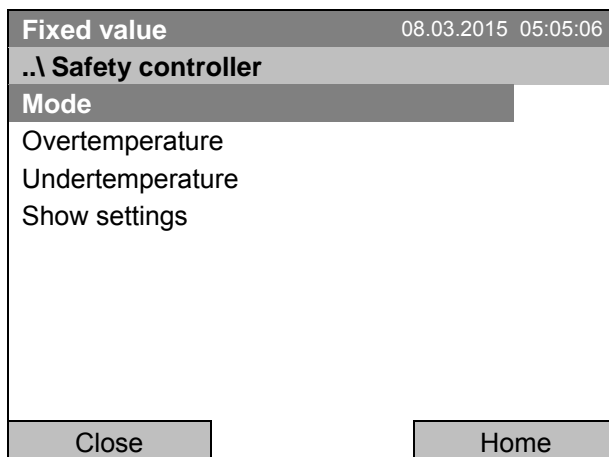 Fixed value 08.03.2015 05:05:06
..\ Safety controller
Mode
Overtemperature
Undertemperature
Show settings
Close Home